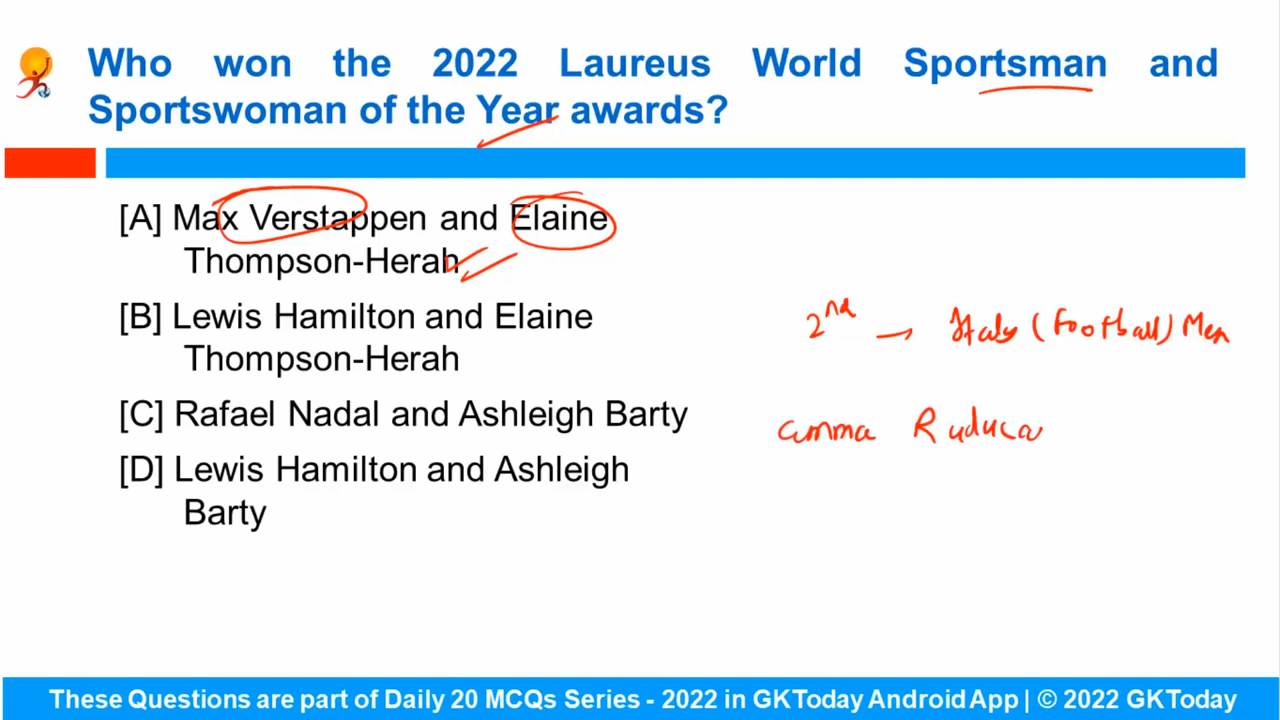 Who won the 2022 Laureus World Sportsman and
Sportswoman of the Year awards?
[A] Max Verstappen and Elaine
Thompson-Herah
[B] Lewis Hamilton and Elaine
Thompson-Herah
[C] Rafael Nadal and Ashleigh Barty
[D] Lewis Hamilton and Ashleigh
Barty
2nd → Italy (Football) Men
Emma Raduca
These Questions are part of Daily 20 MCQs Series - 2022 in GKToday Android App | © 2022 GKToday